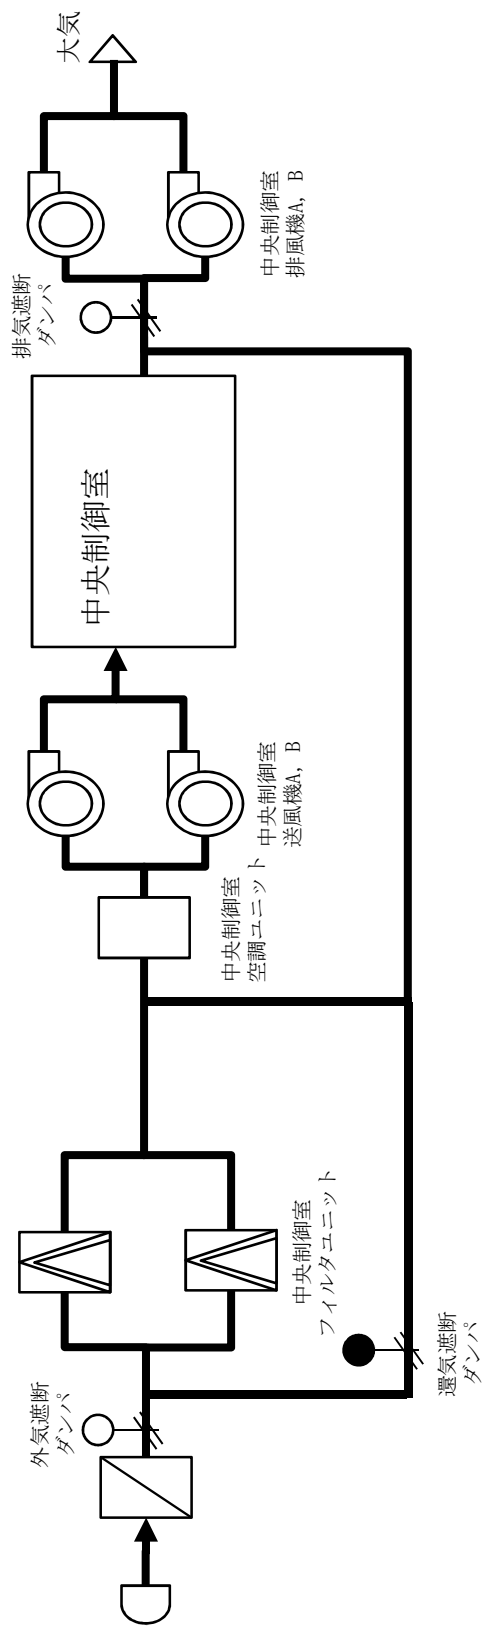 外気遮断
ダンパ
中央制御室
フィルタユニット
還気遮断
ダンパ
中央制御室
空調ユニット
中央制御室
送風機A，B
中央制御室
排気遮断
ダンパ
中央制御室
排風機A，B
大気